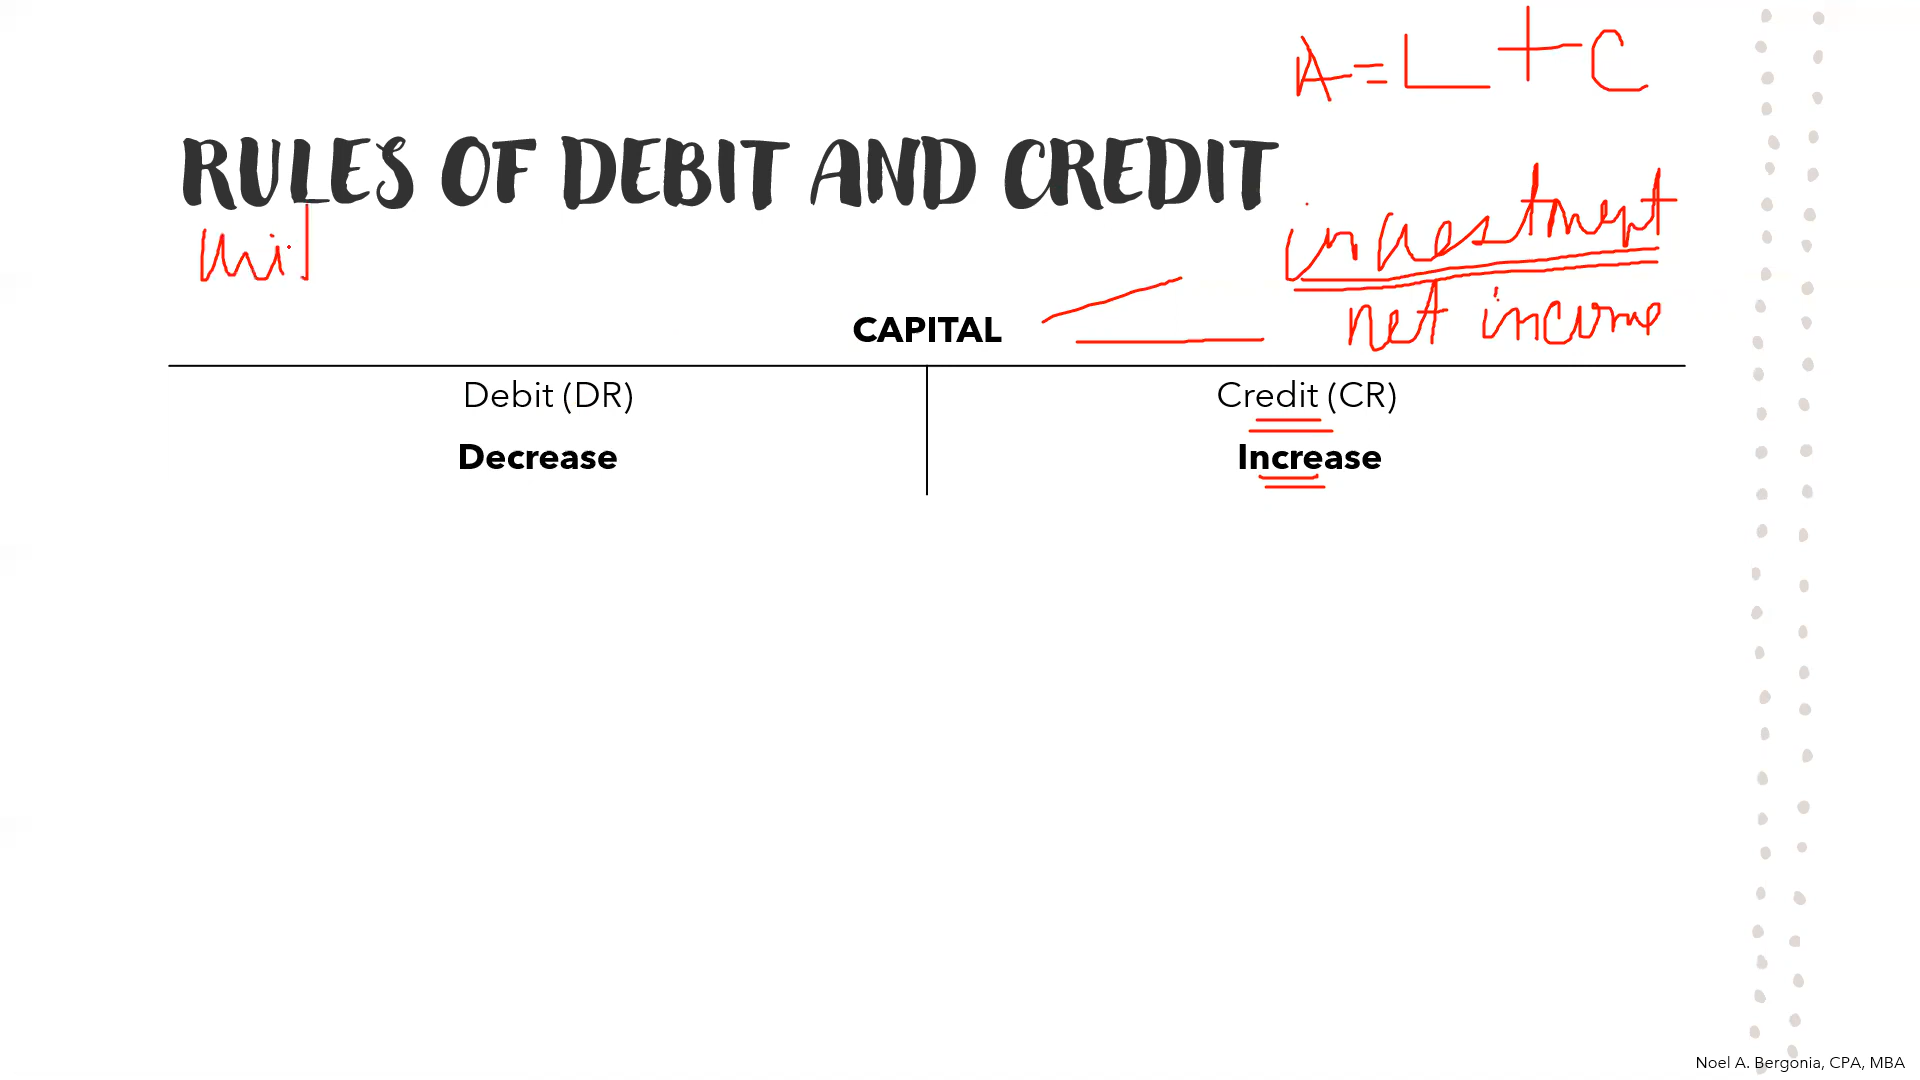 A = L + C
RULES OF DEBIT AND CREDIT
investment
net income
CAPITAL
Debit (DR) Credit (CR)
Decrease Increase
Noel A. Bergonia, CPA, MBA